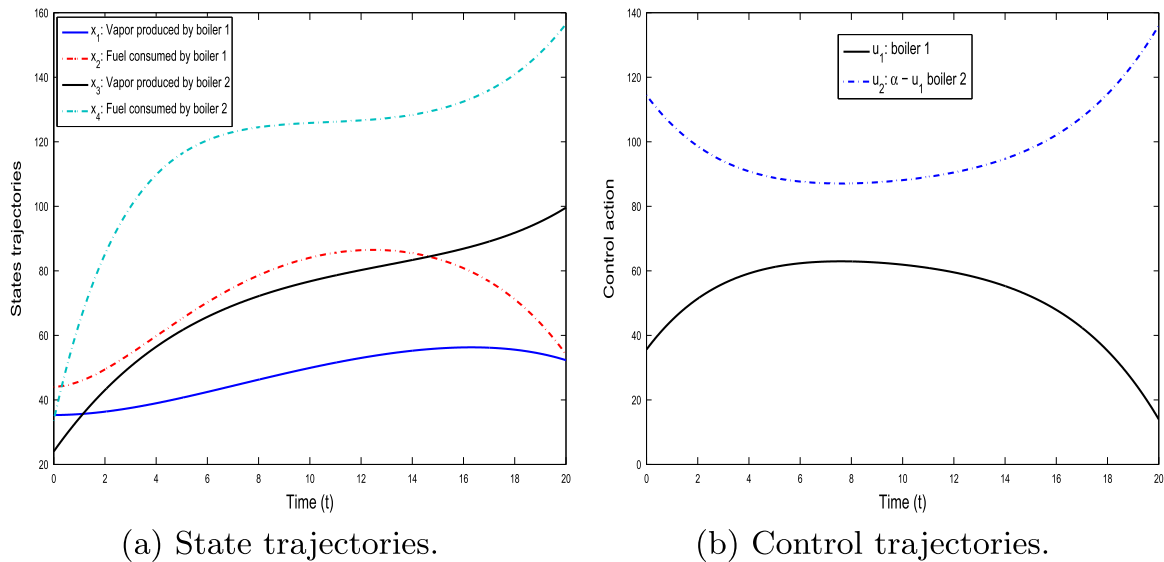 160
140
120
100
80
60
40
20
States trajectories
x1: Vapor produced by boiler 1
x2: Fuel consumed by boiler 1
x3: Vapor produced by boiler 2
x4: Fuel consumed by boiler 2
0 2 4 6 8 10 12 14 16 18 20
Time (t)
(a) State trajectories.
140
120
100
80
60
40
20
0
Control action
u1: boiler 1
u2: α − u1 boiler 2
0 2 4 6 8 10 12 14 16 18 20
Time (t)
(b) Control trajectories.